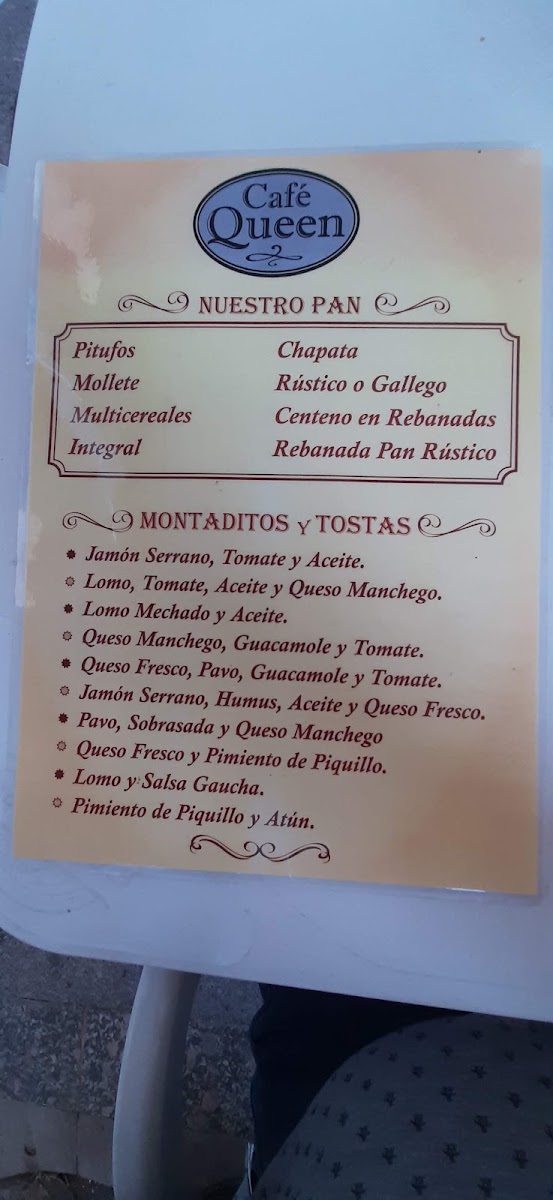 Café
Queen
NUESTRO PAN
Pitufos
Chapata
Mollete
Rústico o Gallego
Multicereales
Centeno en Rebanadas
Integral
Rebanada Pan Rústico
MONTADITOS Y TOSTAS
Jamón Serrano, Tomate y Aceite.
Lomo, Tomate, Aceite y Queso Manchego.
Lomo Mechado y Aceite.
Queso Manchego, Guacamole y Tomate.
Queso Fresco, Pavo, Guacamole y Tomate.
Jamón Serrano, Humus, Aceite y Queso Fresco.
Pavo, Sobrasada y Queso Manchego
Queso Fresco y Pimiento de Piquillo.
Lomo y Salsa Gaucha.
Pimiento de Piquillo y Atún.